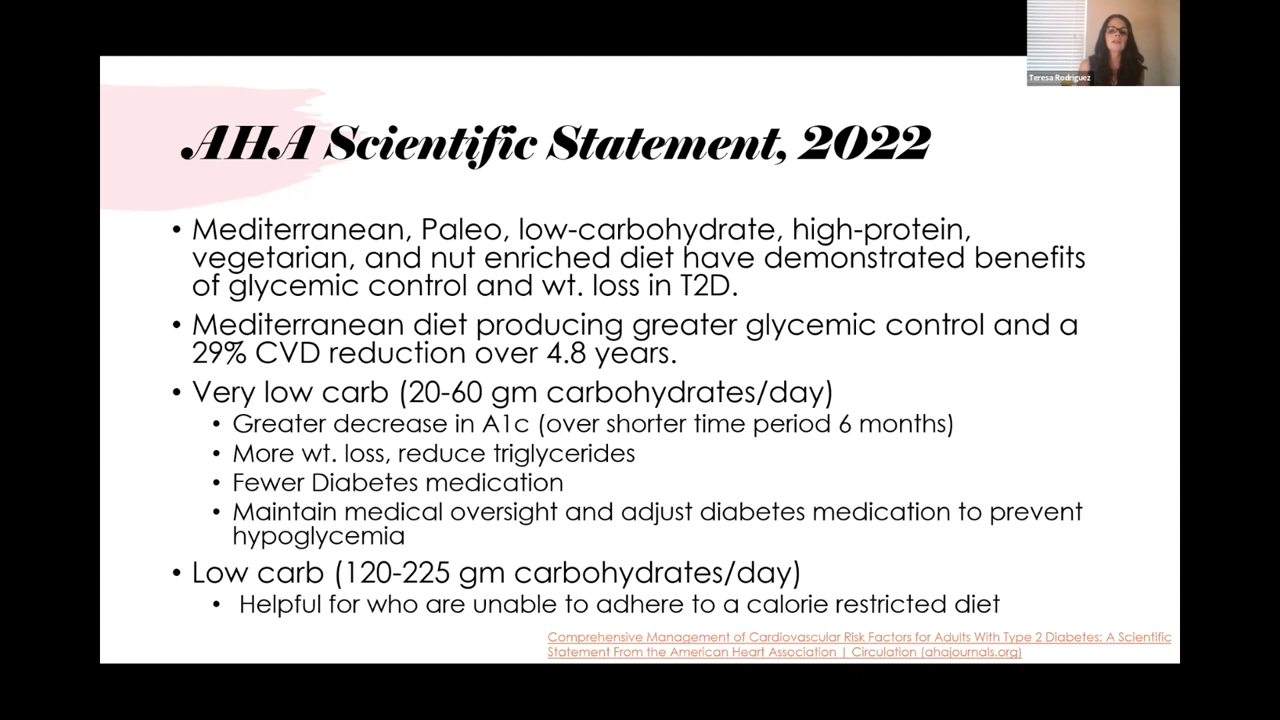 Teresa Rodriguez
AHA Scientific Statement, 2022
• Mediterranean, Paleo, low-carbohydrate, high-protein,
vegetarian, and nut enriched diet have demonstrated benefits
of glycemic control and wt. loss in T2D.
• Mediterranean diet producing greater glycemic control and a
29% CVD reduction over 4.8 years.
• Very low carb (20-60 gm carbohydrates/day)
• Greater decrease in A1c (over shorter time period 6 months)
• More wt. loss, reduce triglycerides
• Fewer Diabetes medication
• Maintain medical oversight and adjust diabetes medication to prevent
hypoglycemia
• Low carb (120-225 gm carbohydrates/day)
• Helpful for who are unable to adhere to a calorie restricted diet
Comprehensive Management of Cardiovascular Risk Factors for Adults With Type 2 Diabetes: A Scientific
Statement From the American Heart Association | Circulation (ahajournals.org)